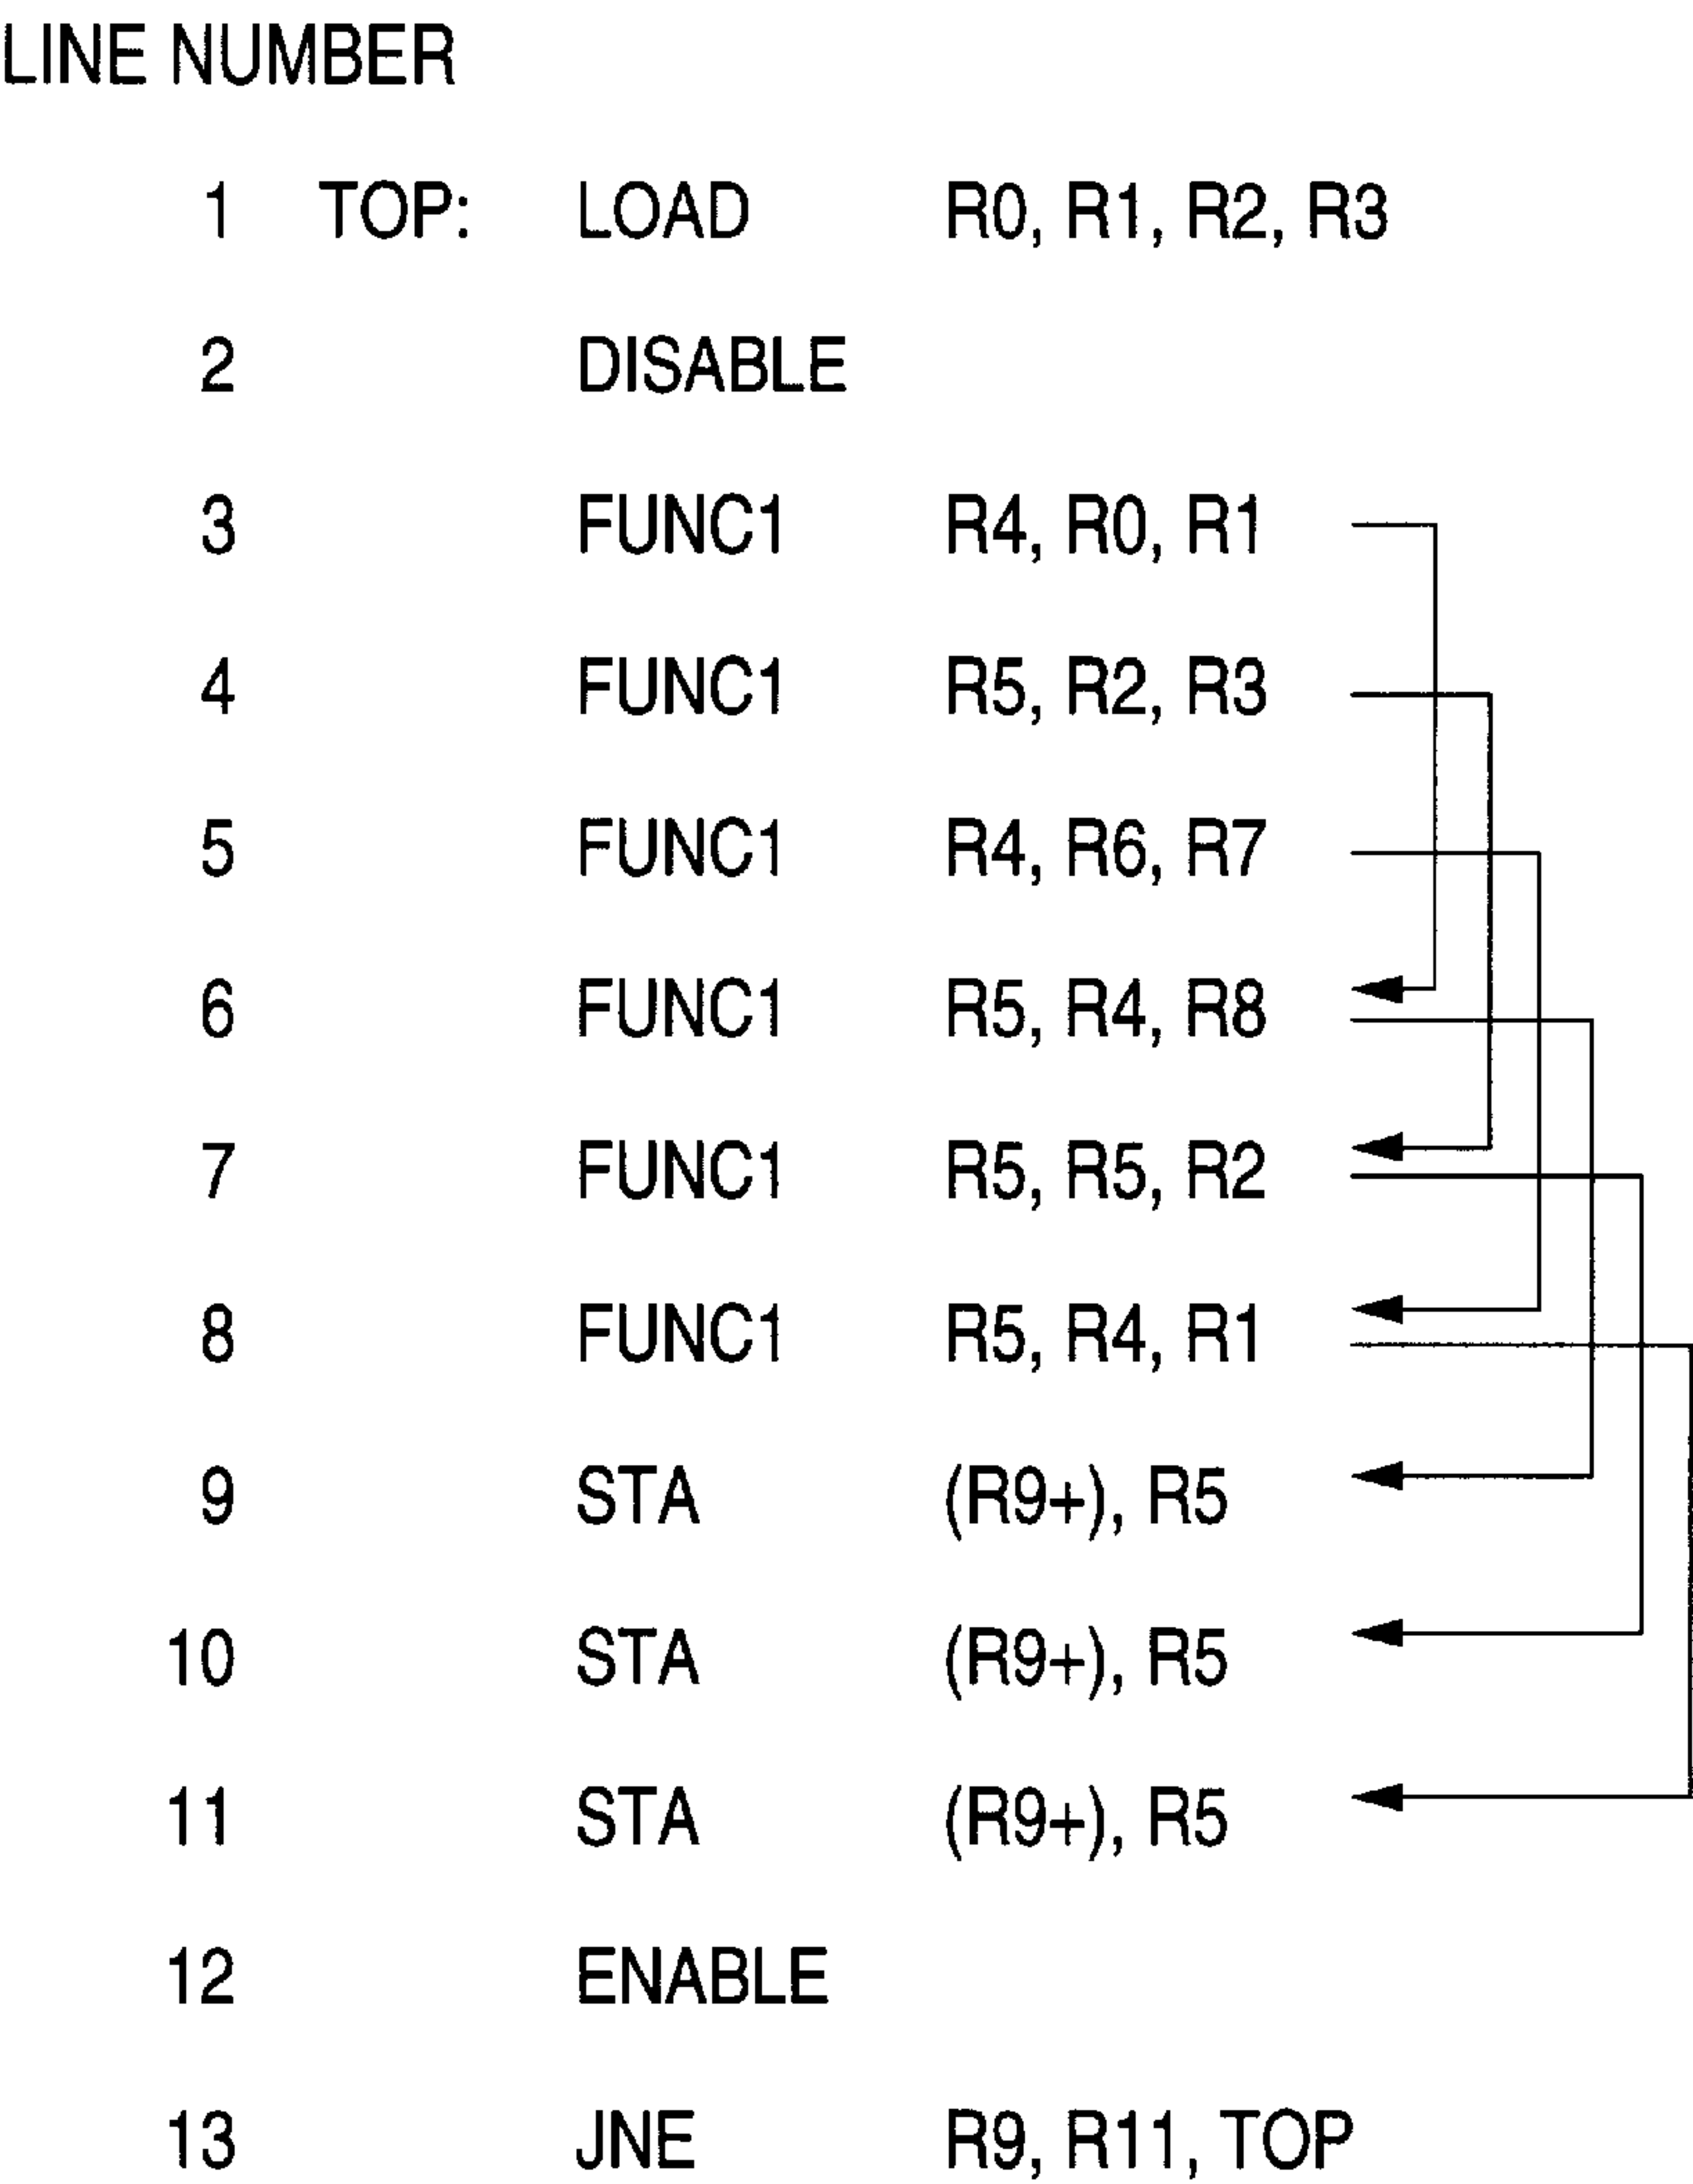 LINE NUMBER
1 TOP: LOAD R0, R1, R2, R3
2 DISABLE
3 FUNC1 R4, R0, R1
4 FUNC1 R5, R2, R3
5 FUNC1 R4, R6, R7
6 FUNC1 R5, R4, R8
7 FUNC1 R5, R5, R2
8 FUNC1 R5, R4, R1
9 STA (R9+), R5
10 STA (R9+), R5
11 STA (R9+), R5
12 ENABLE
13 JNE R9, R11, TOP